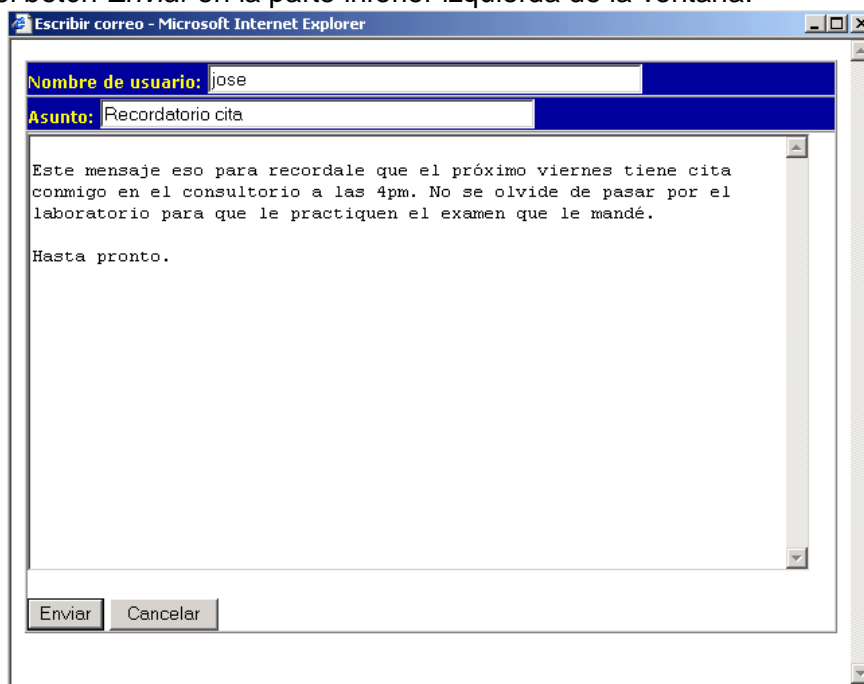 el botón Enviar en la parte inferior izquierda de la ventana.
Escribir correo - Microsoft Internet Explorer
Nombre de usuario: jose
Asunto: Recordatorio cita
Este mensaje eso para recordale que el próximo viernes tiene cita
conmigo en el consultorio a las 4pm. No se olvide de pasar por el
laboratorio para que le practiquen el examen que le mandé.
Hasta pronto.
Enviar Cancelar